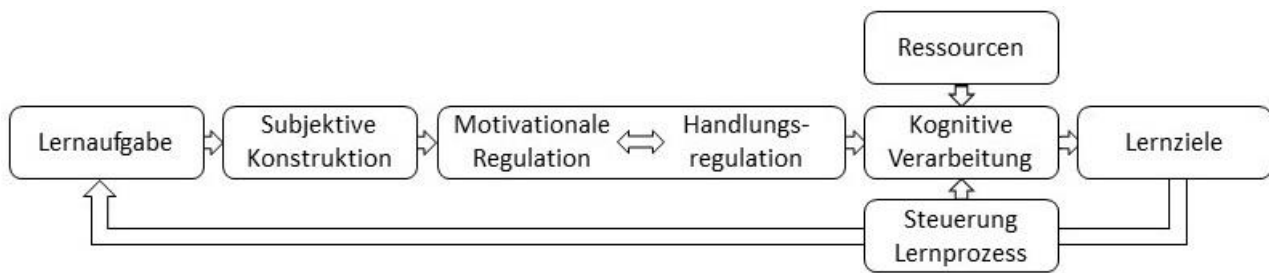 Ressourcen
Lernaufgabe
Subjektive
Konstruktion
Motivationale
Regulation
Handlungs-
regulation
Kognitive
Verarbeitung
Lernziele
Steuerung
Lernprozess